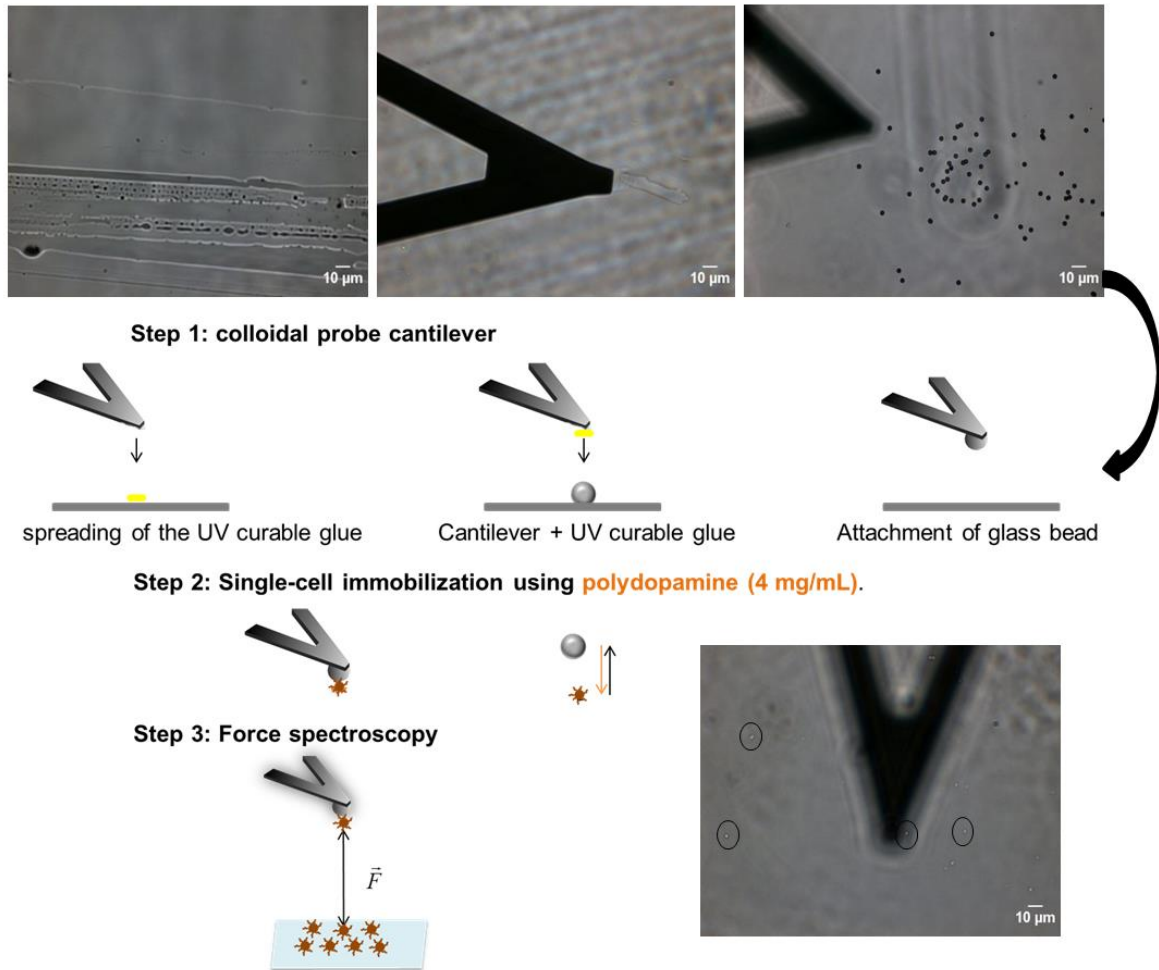 10 µm
10 µm
10 µm
Step 1: colloidal probe cantilever
spreading of the UV curable glue
Cantilever + UV curable glue
Attachment of glass bead
Step 2: Single-cell immobilization using polydopamine (4 mg/mL).
Step 3: Force spectroscopy
F⃗
10 µm